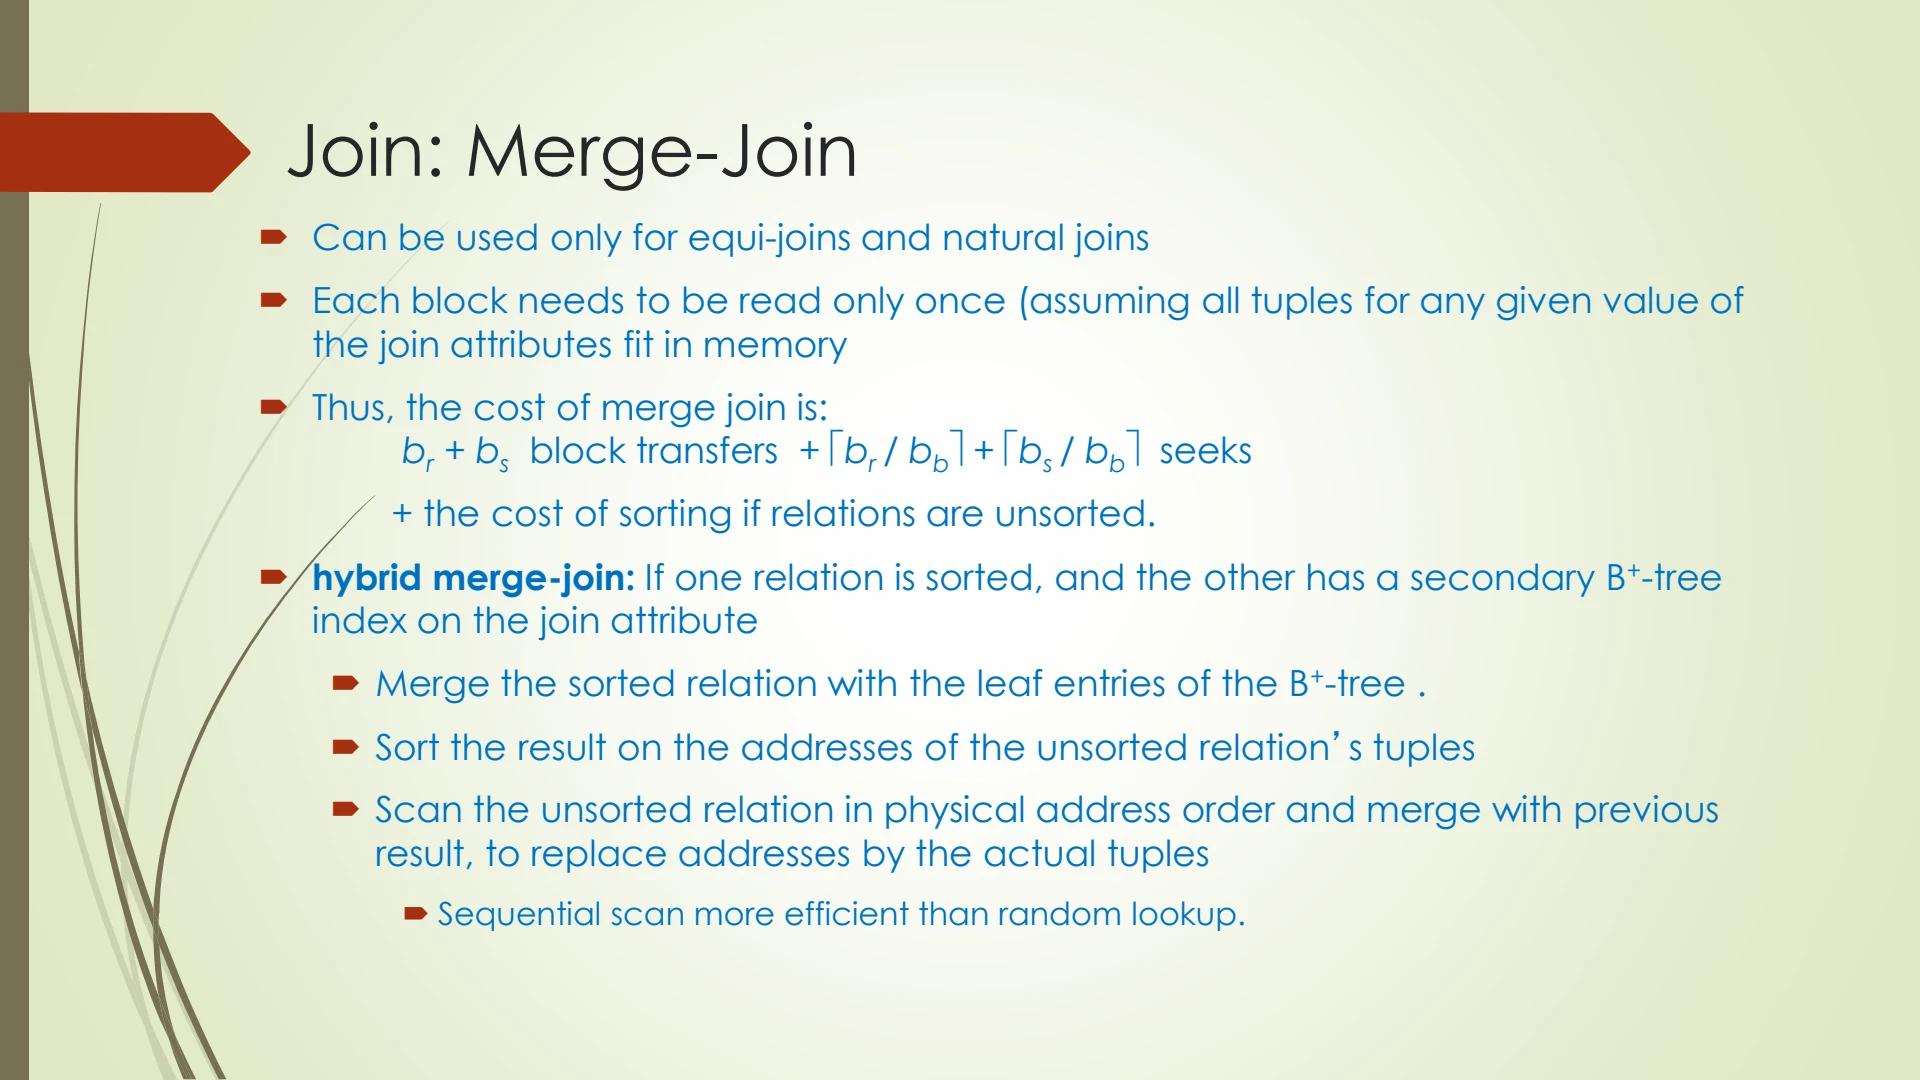 Join: Merge-Join
Can be used only for equi-joins and natural joins
Each block needs to be read only once (assuming all tuples for any given value of
the join attributes fit in memory
Thus, the cost of merge join is:
b_r + b_s block transfers + ⌈b_r / b_b⌉ + ⌈b_s / b_b⌉ seeks
+ the cost of sorting if relations are unsorted.
hybrid merge-join: If one relation is sorted, and the other has a secondary B⁺-tree
index on the join attribute
Merge the sorted relation with the leaf entries of the B⁺-tree .
Sort the result on the addresses of the unsorted relation’s tuples
Scan the unsorted relation in physical address order and merge with previous
result, to replace addresses by the actual tuples
Sequential scan more efficient than random lookup.